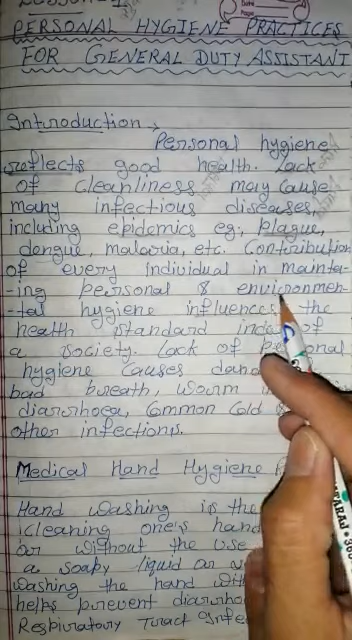 PERSONAL HYGIENE PRACTICES
FOR GENERAL DUTY ASSISTANT
Introduction
Personal hygiene
reflects good health. Lack
of cleanliness may cause
many infectious diseases,
including epidemics eg; plague,
dengue, malaria, etc. Contribution
of every individual in mainta-
-ing personal & environmen-
-tal hygiene influences the
health standard of
a society. Lack of personal
hygiene causes
bad breath, worm
diarrhoea, Common Cold
other infections.
Medical Hand Hygiene
Hand washing is the
cleaning one's hand
or without the use
a soapy liquid or
washing the hand with
helps prevent
Respiratory Tract